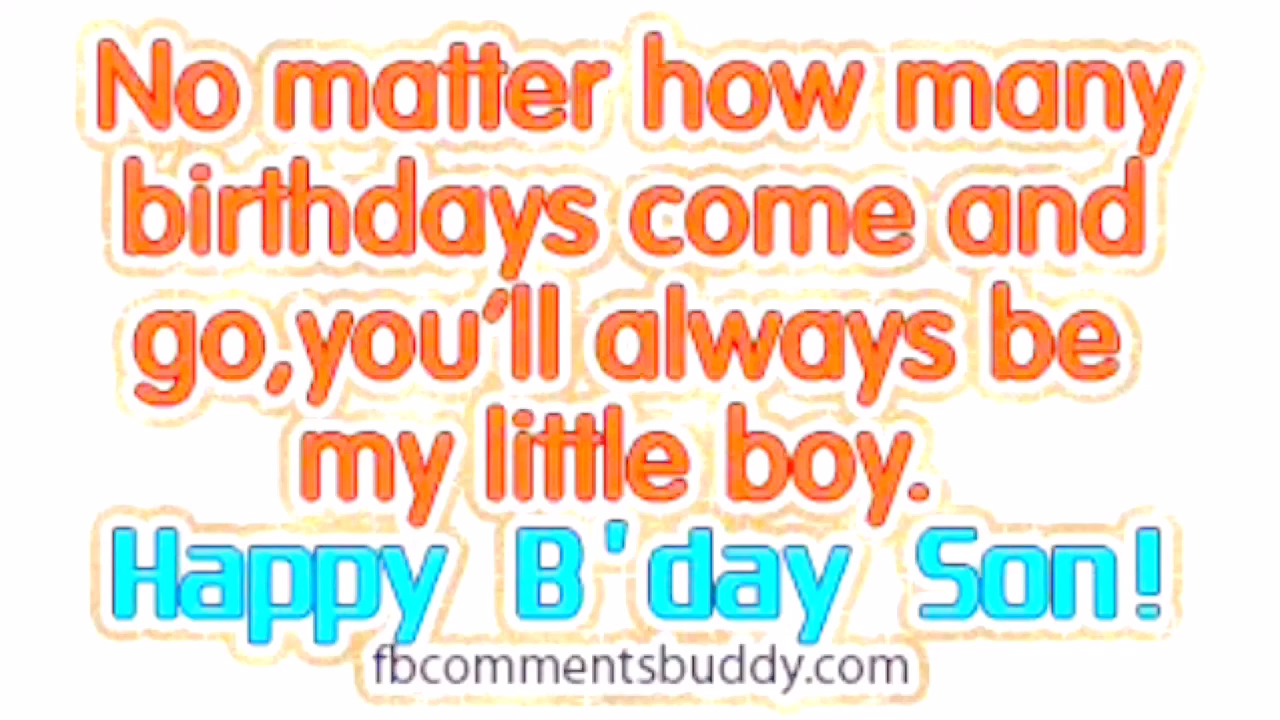 No matter how many
birthdays come and
go,you'll always be
my little boy.
Happy B'day Son!
fbcommentsbuddy.com